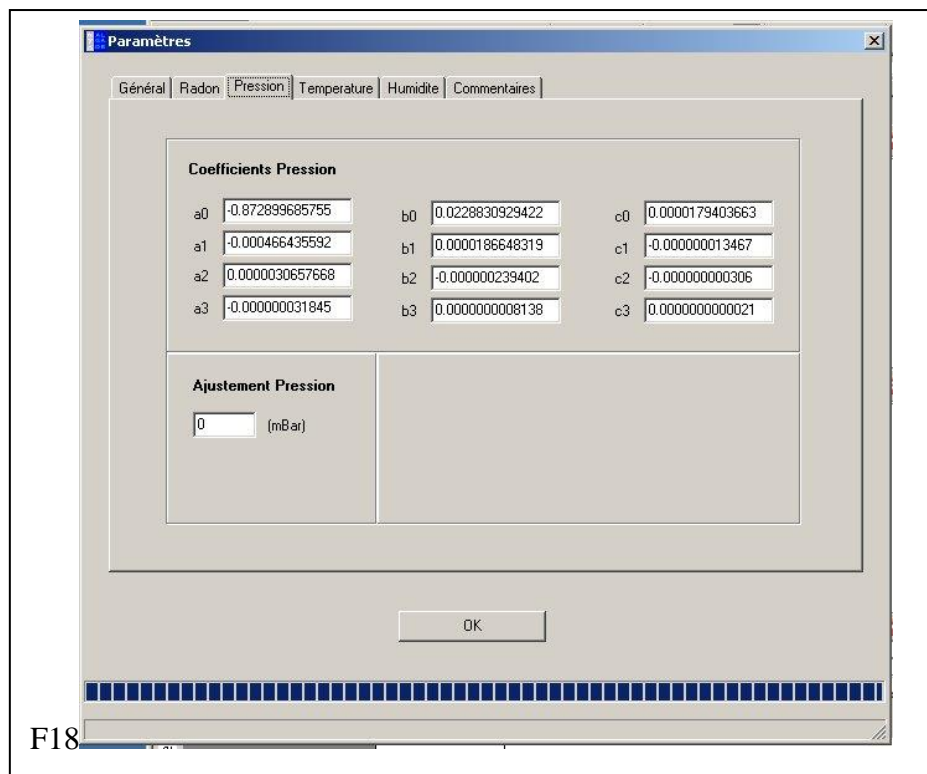 Paramètres
Général Radon Pression Temperature Humidite Commentaires
Coefficients Pression
a0 -0.872899685755 b0 0.0228830929422 c0 0.0000179403663
a1 -0.000466435592 b1 0.0000186648319 c1 -0.000000013467
a2 0.0000030657668 b2 -0.000000239402 c2 -0.000000000306
a3 -0.000000031845 b3 0.0000000008138 c3 0.0000000000021
Ajustement Pression
0 (mBar)
OK
F18